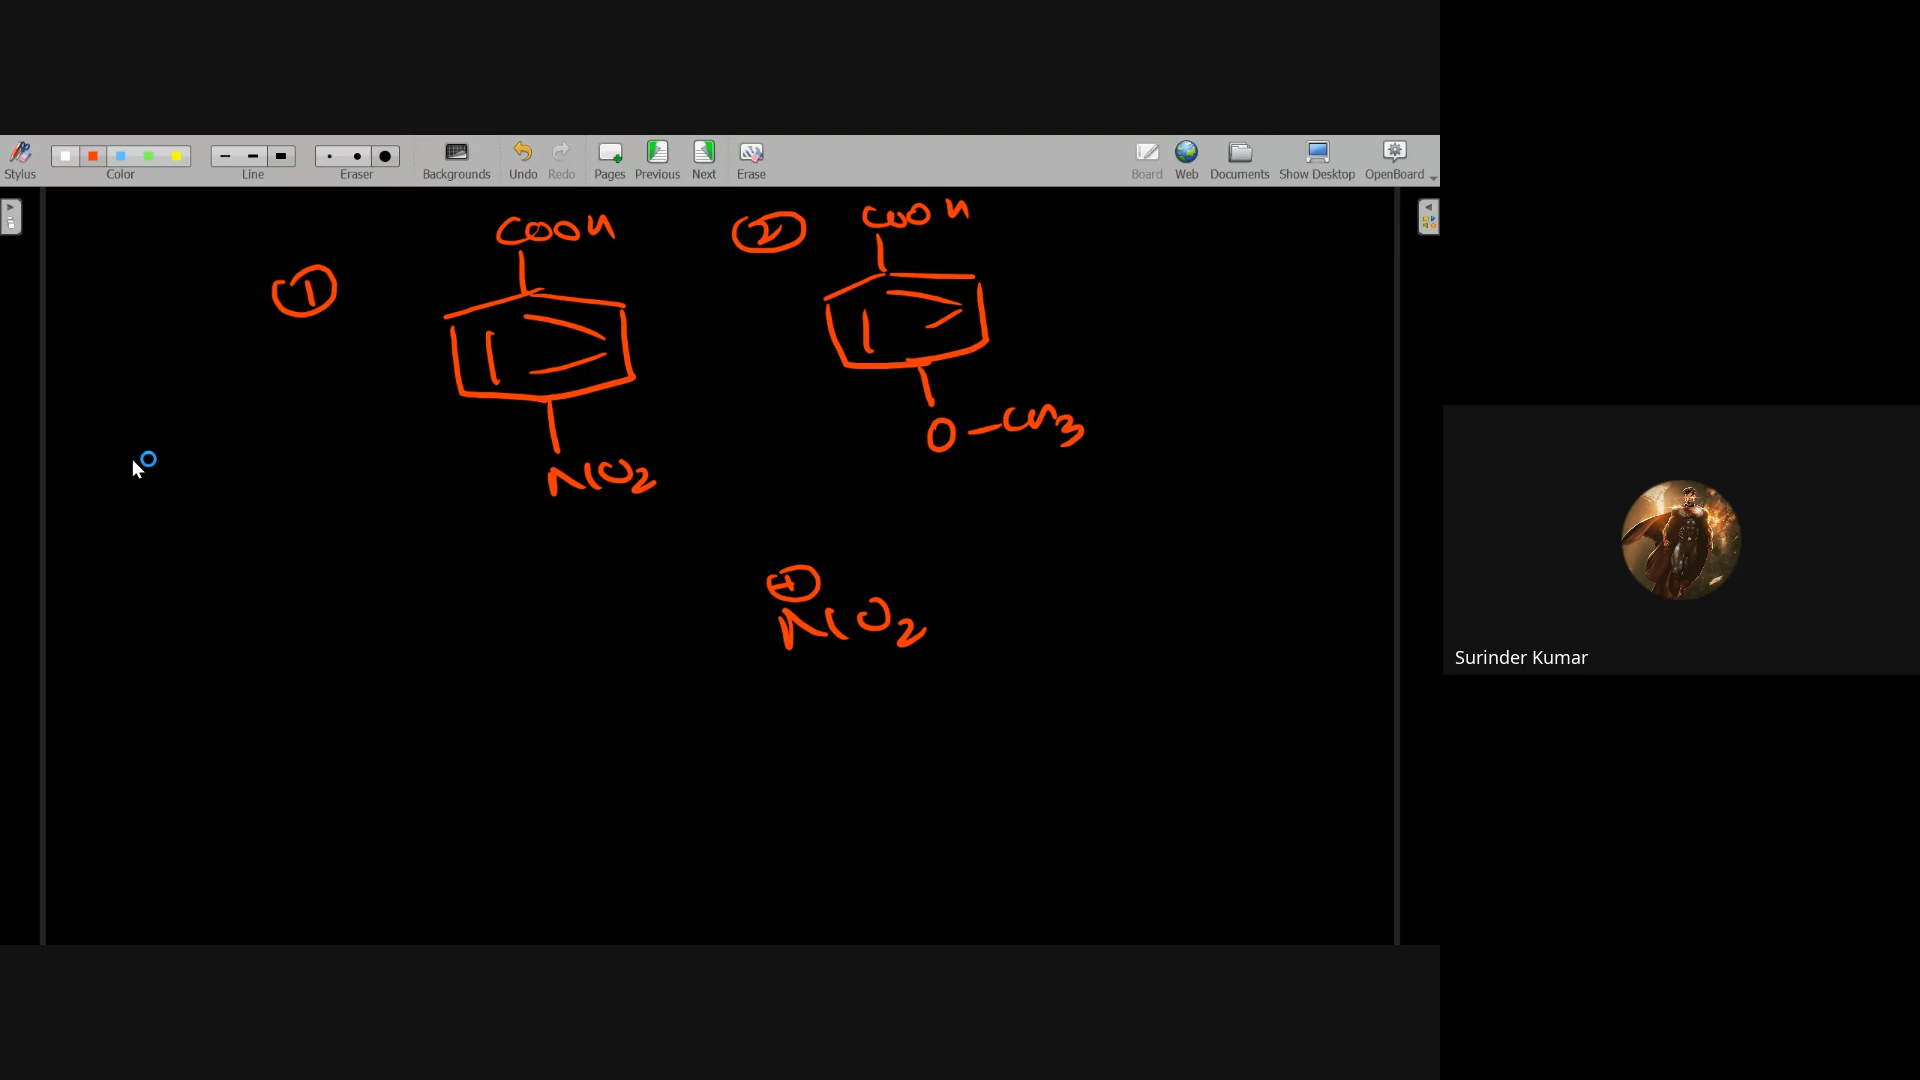 Stylus Color Line Eraser Backgrounds Undo Redo Pages Previous Next Erase Board Web Documents Show Desktop OpenBoard
① COOH ② COOH
O-CH3
NO2
⊕
NO2
Surinder Kumar